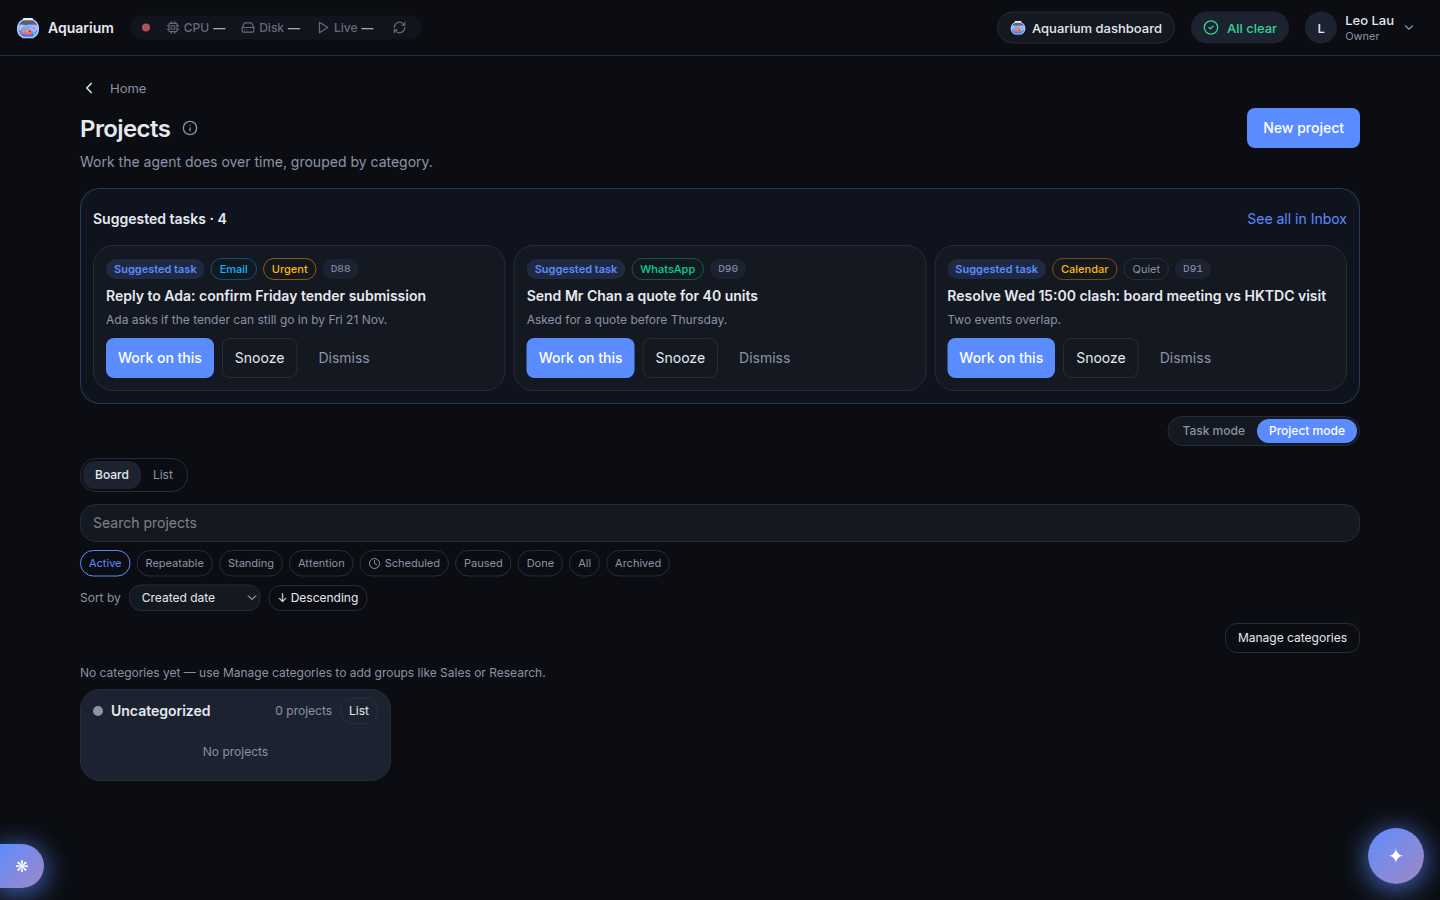 Aquarium
CPU —
Disk —
Live —
Aquarium dashboard
All clear
L
Leo Lau
Owner
Home
Projects
New project
Work the agent does over time, grouped by category.
Suggested tasks · 4
See all in Inbox
Suggested task Email Urgent D88
Reply to Ada: confirm Friday tender submission
Ada asks if the tender can still go in by Fri 21 Nov.
Work on this Snooze Dismiss
Suggested task WhatsApp D90
Send Mr Chan a quote for 40 units
Asked for a quote before Thursday.
Work on this Snooze Dismiss
Suggested task Calendar Quiet D91
Resolve Wed 15:00 clash: board meeting vs HKTDC visit
Two events overlap.
Work on this Snooze Dismiss
Task mode Project mode
Board List
Search projects
Active Repeatable Standing Attention Scheduled Paused Done All Archived
Sort by Created date ↓ Descending
Manage categories
No categories yet — use Manage categories to add groups like Sales or Research.
Uncategorized 0 projects List
No projects